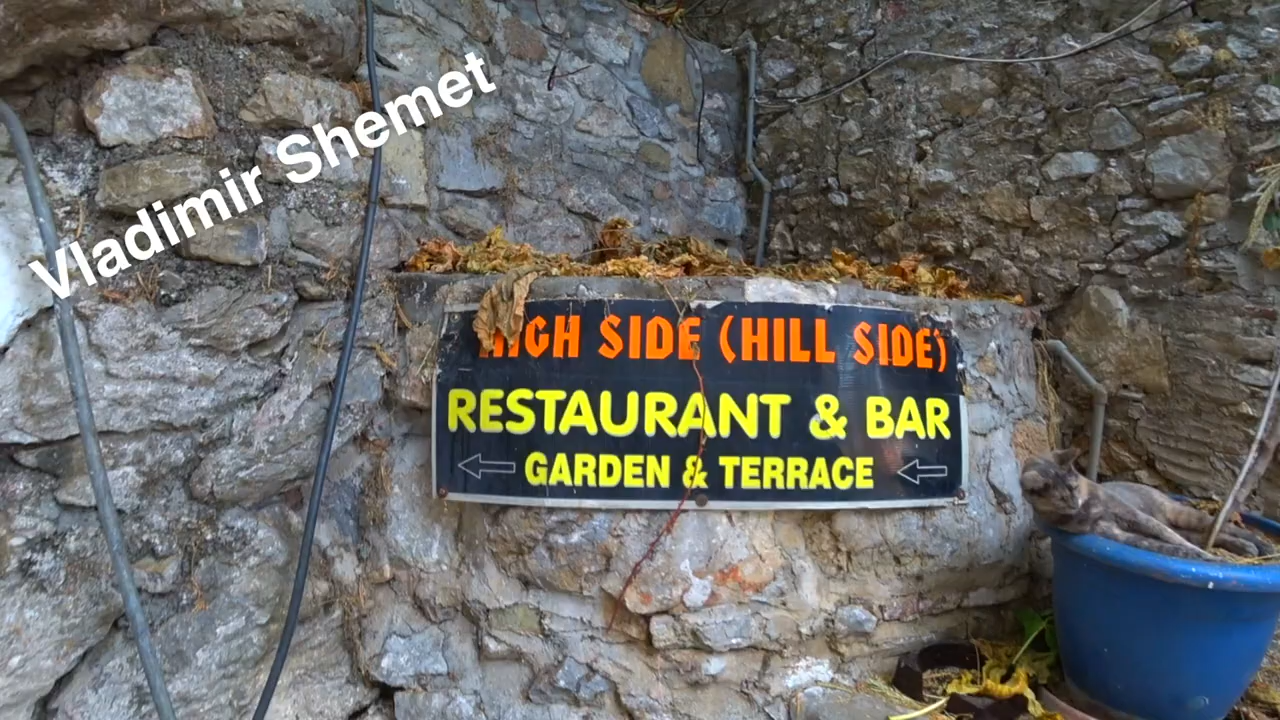 Vladimir Shemet
HIGH SIDE (HILL SIDE)
RESTAURANT & BAR
GARDEN & TERRACE